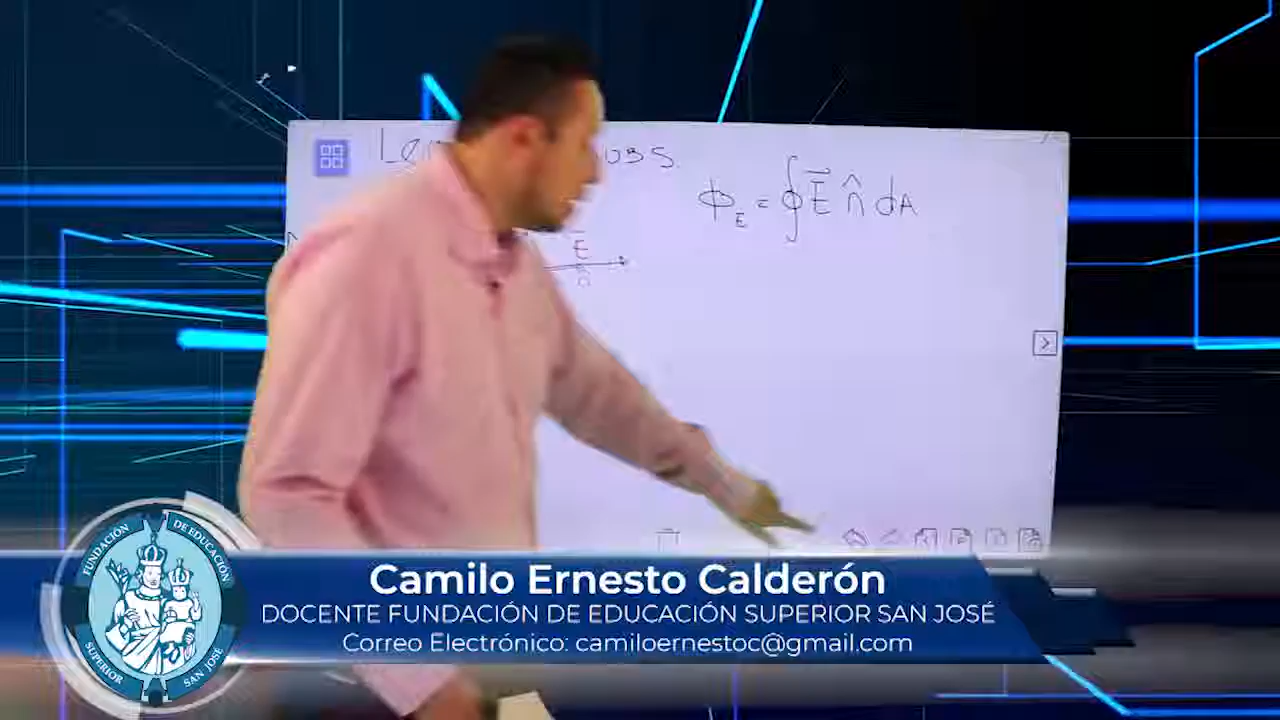 Φ_E = ∮ E⃗ n̂ dA
E
n̂
FUNDACIÓN DE EDUCACIÓN
SUPERIOR SAN JOSÉ
Camilo Ernesto Calderón
DOCENTE FUNDACIÓN DE EDUCACIÓN SUPERIOR SAN JOSÉ
Correo Electrónico: camiloernestoc@gmail.com